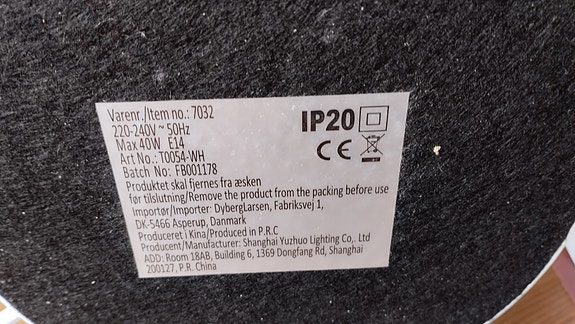 Varenr./Item no.: 7032
220-240V ~ 50Hz
Max 40W E14
Art No.: T0054-WH
Batch No: FB001178
IP20
CE
Produktet skal fjernes fra æsken
før tilslutning/Remove the product from the packing before use
Importør/Importer: DybergLarsen, Fabriksvej 1,
DK-5466 Asperup, Danmark
Produceret i Kina/Produced in P.R.C
Producent/Manufacturer: Shanghai Yuzhuo Lighting Co,. Ltd
ADD: Room 18AB, Building 6, 1369 Dongfang Rd, Shanghai
200127, P.R. China